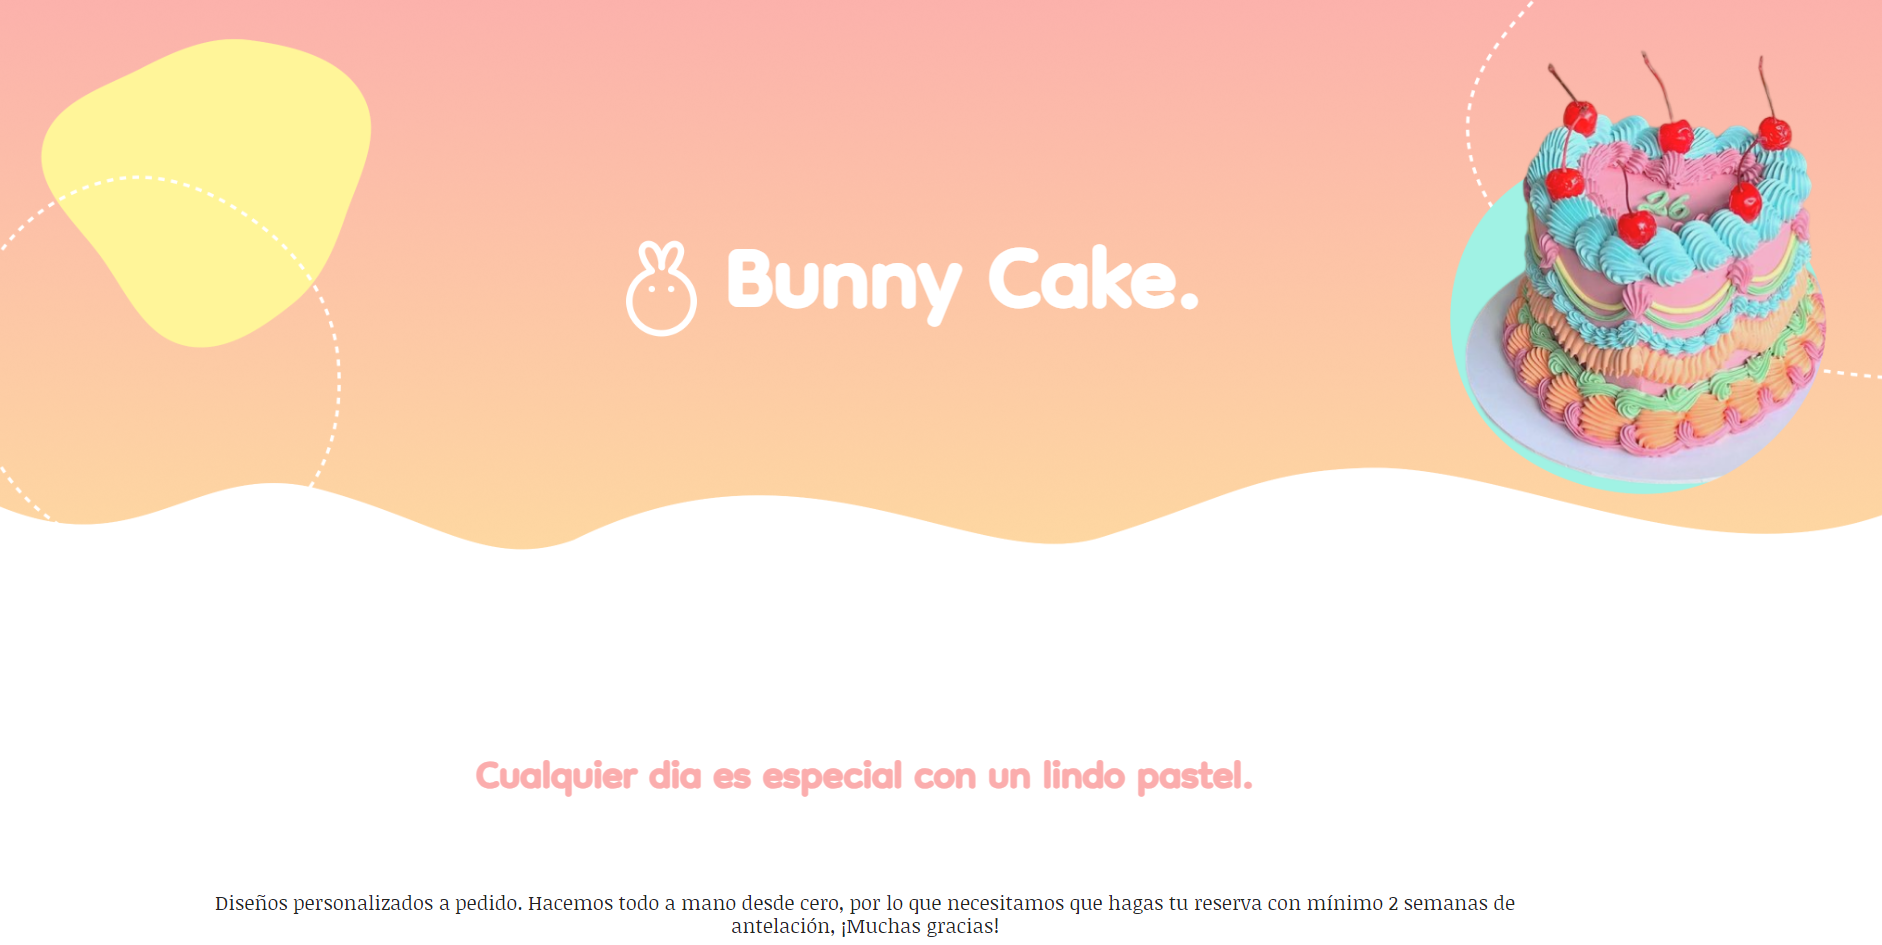 26
Bunny Cake.
Cualquier dia es especial con un lindo pastel.
Diseños personalizados a pedido. Hacemos todo a mano desde cero, por lo que necesitamos que hagas tu reserva con mínimo 2 semanas de
antelación, ¡Muchas gracias!